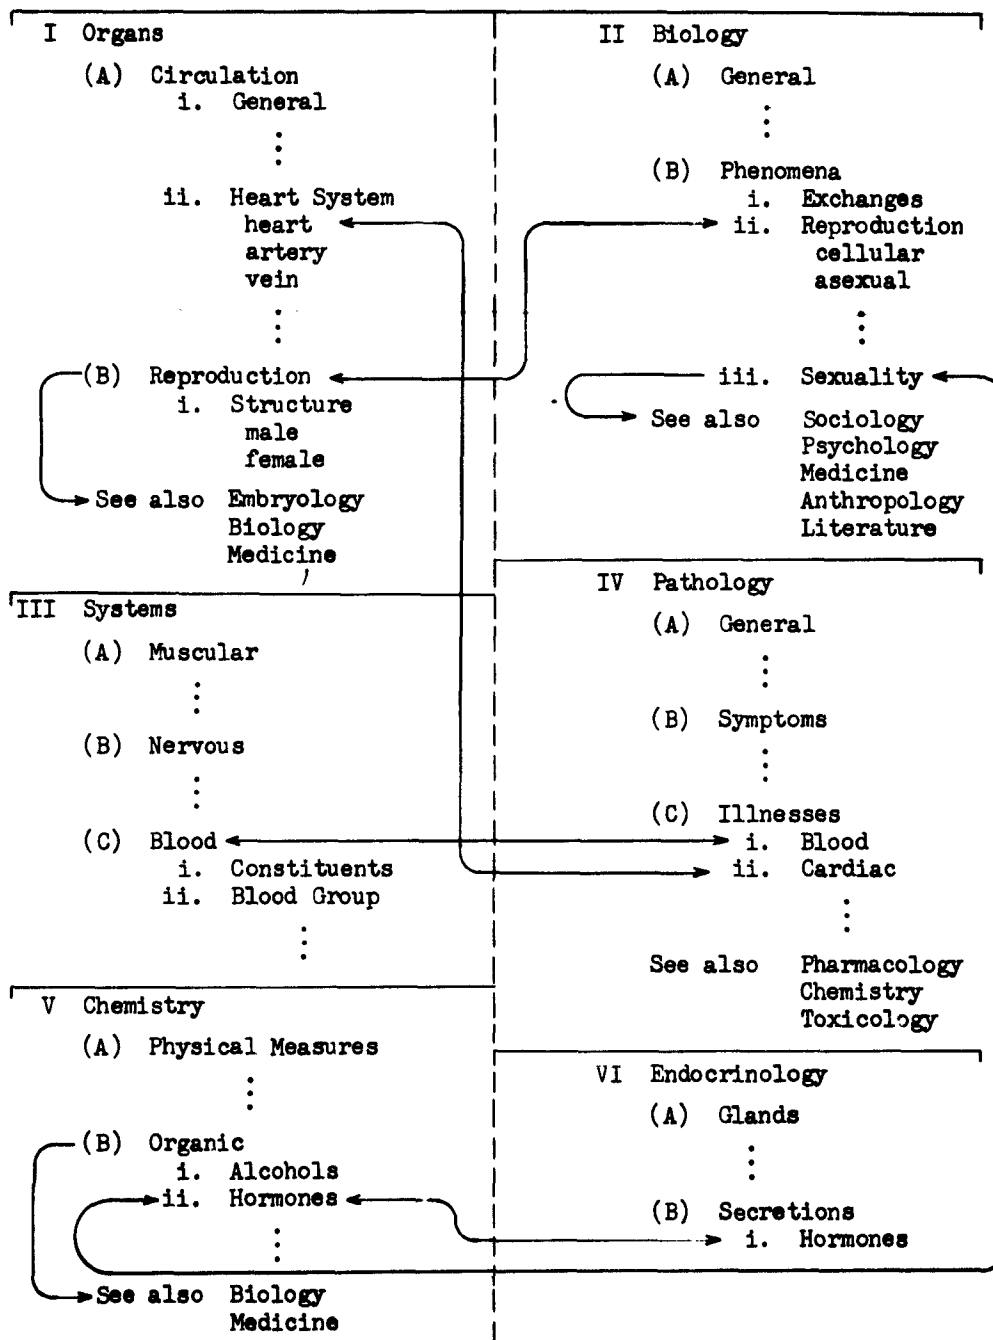 I Organs
(A) Circulation
i. General
ii. Heart System
heart
artery
vein
(B) Reproduction
i. Structure
male
female
See also Embryology
Biology
Medicine
II Biology
(A) General
(B) Phenomena
i. Exchanges
ii. Reproduction
cellular
asexual
iii. Sexuality
See also Sociology
Psychology
Medicine
Anthropology
Literature
III Systems
(A) Muscular
(B) Nervous
(C) Blood
i. Constituents
ii. Blood Group
IV Pathology
(A) General
(B) Symptoms
(C) Illnesses
i. Blood
ii. Cardiac
See also Pharmacology
Chemistry
Toxicology
V Chemistry
(A) Physical Measures
(B) Organic
i. Alcohols
ii. Hormones
See also Biology
Medicine
VI Endocrinology
(A) Glands
(B) Secretions
i. Hormones